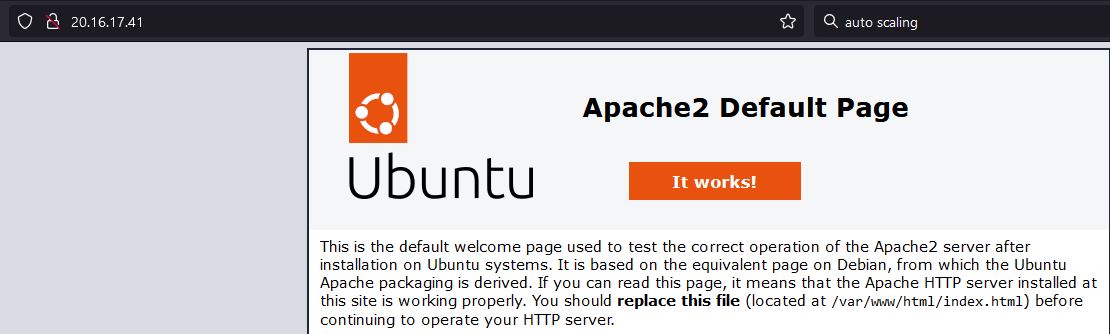 20.16.17.41
auto scaling
Apache2 Default Page
Ubuntu
It works!
This is the default welcome page used to test the correct operation of the Apache2 server after
installation on Ubuntu systems. It is based on the equivalent page on Debian, from which the Ubuntu
Apache packaging is derived. If you can read this page, it means that the Apache HTTP server installed at
this site is working properly. You should replace this file (located at /var/www/html/index.html) before
continuing to operate your HTTP server.